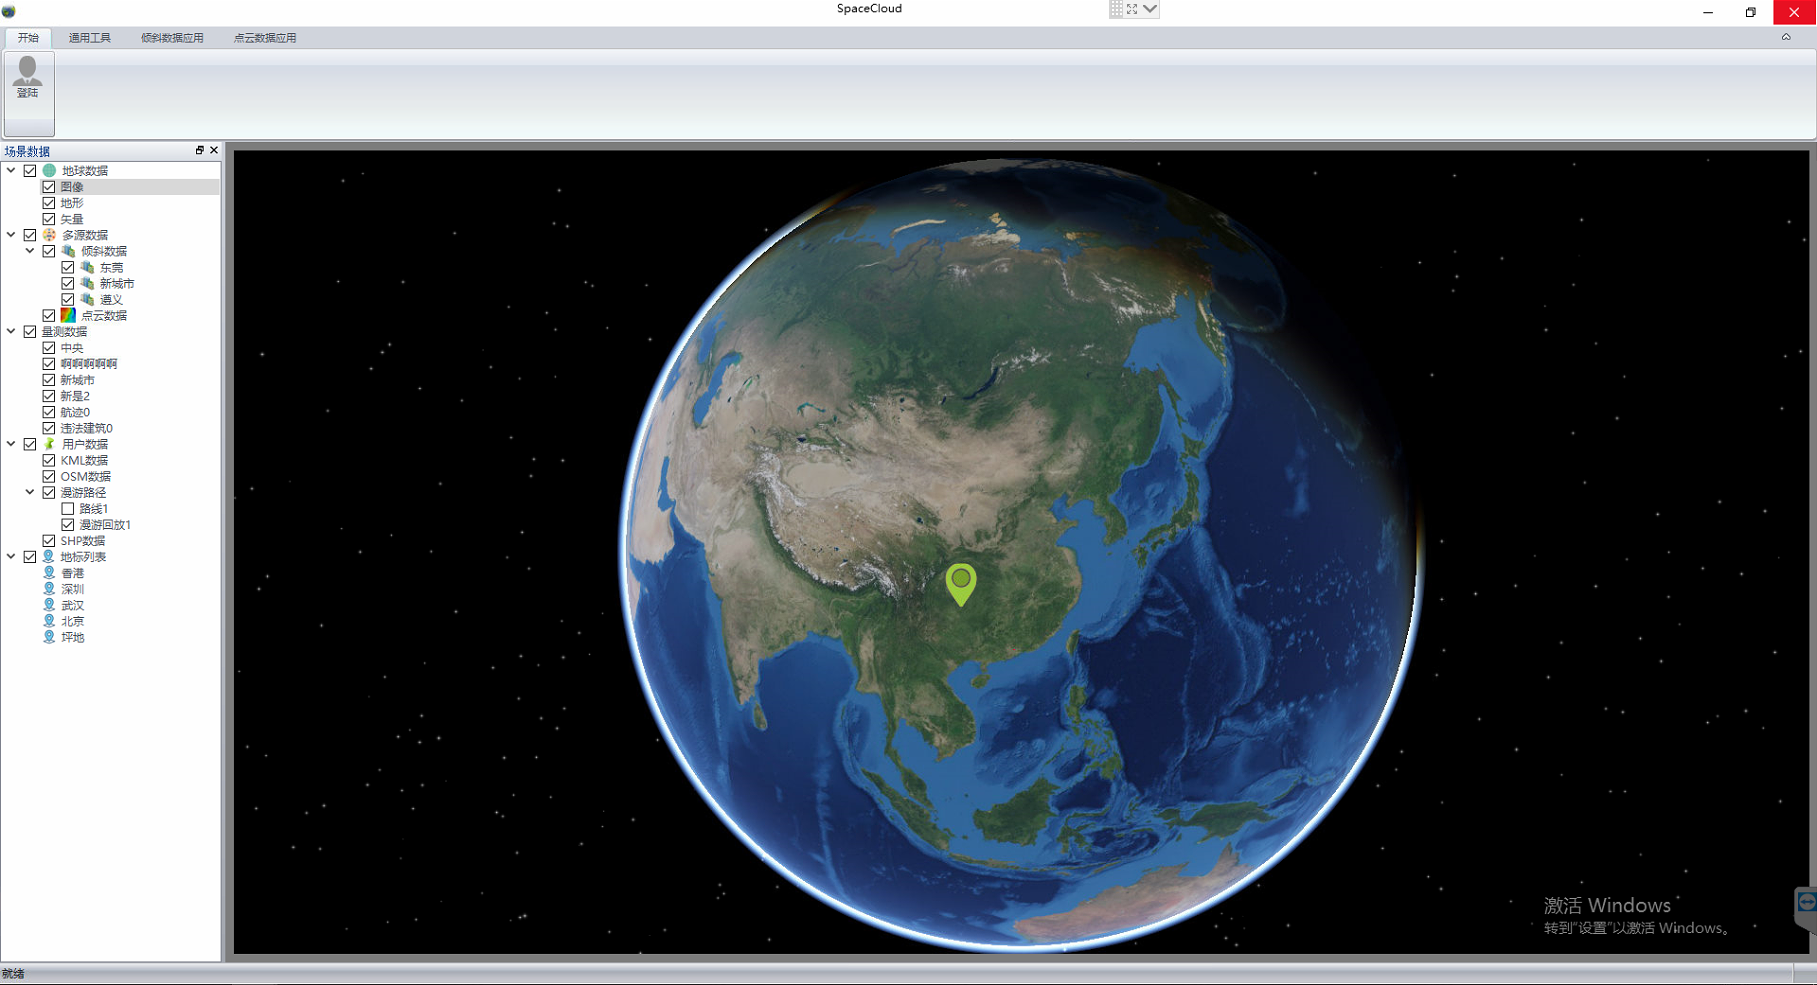 SpaceCloud
开始 通用工具 倾斜数据应用 点云数据应用
登陆
场景数据
地球数据
图像
地形
矢量
多源数据
倾斜数据
东莞
新城市
遵义
点云数据
量测数据
中央
啊啊啊啊啊
新城市
新是2
航迹0
违法建筑0
用户数据
KML数据
OSM数据
漫游路径
路线1
漫游回放1
SHP数据
地标列表
香港
深圳
武汉
北京
坪地
激活 Windows
转到"设置"以激活 Windows。
就绪